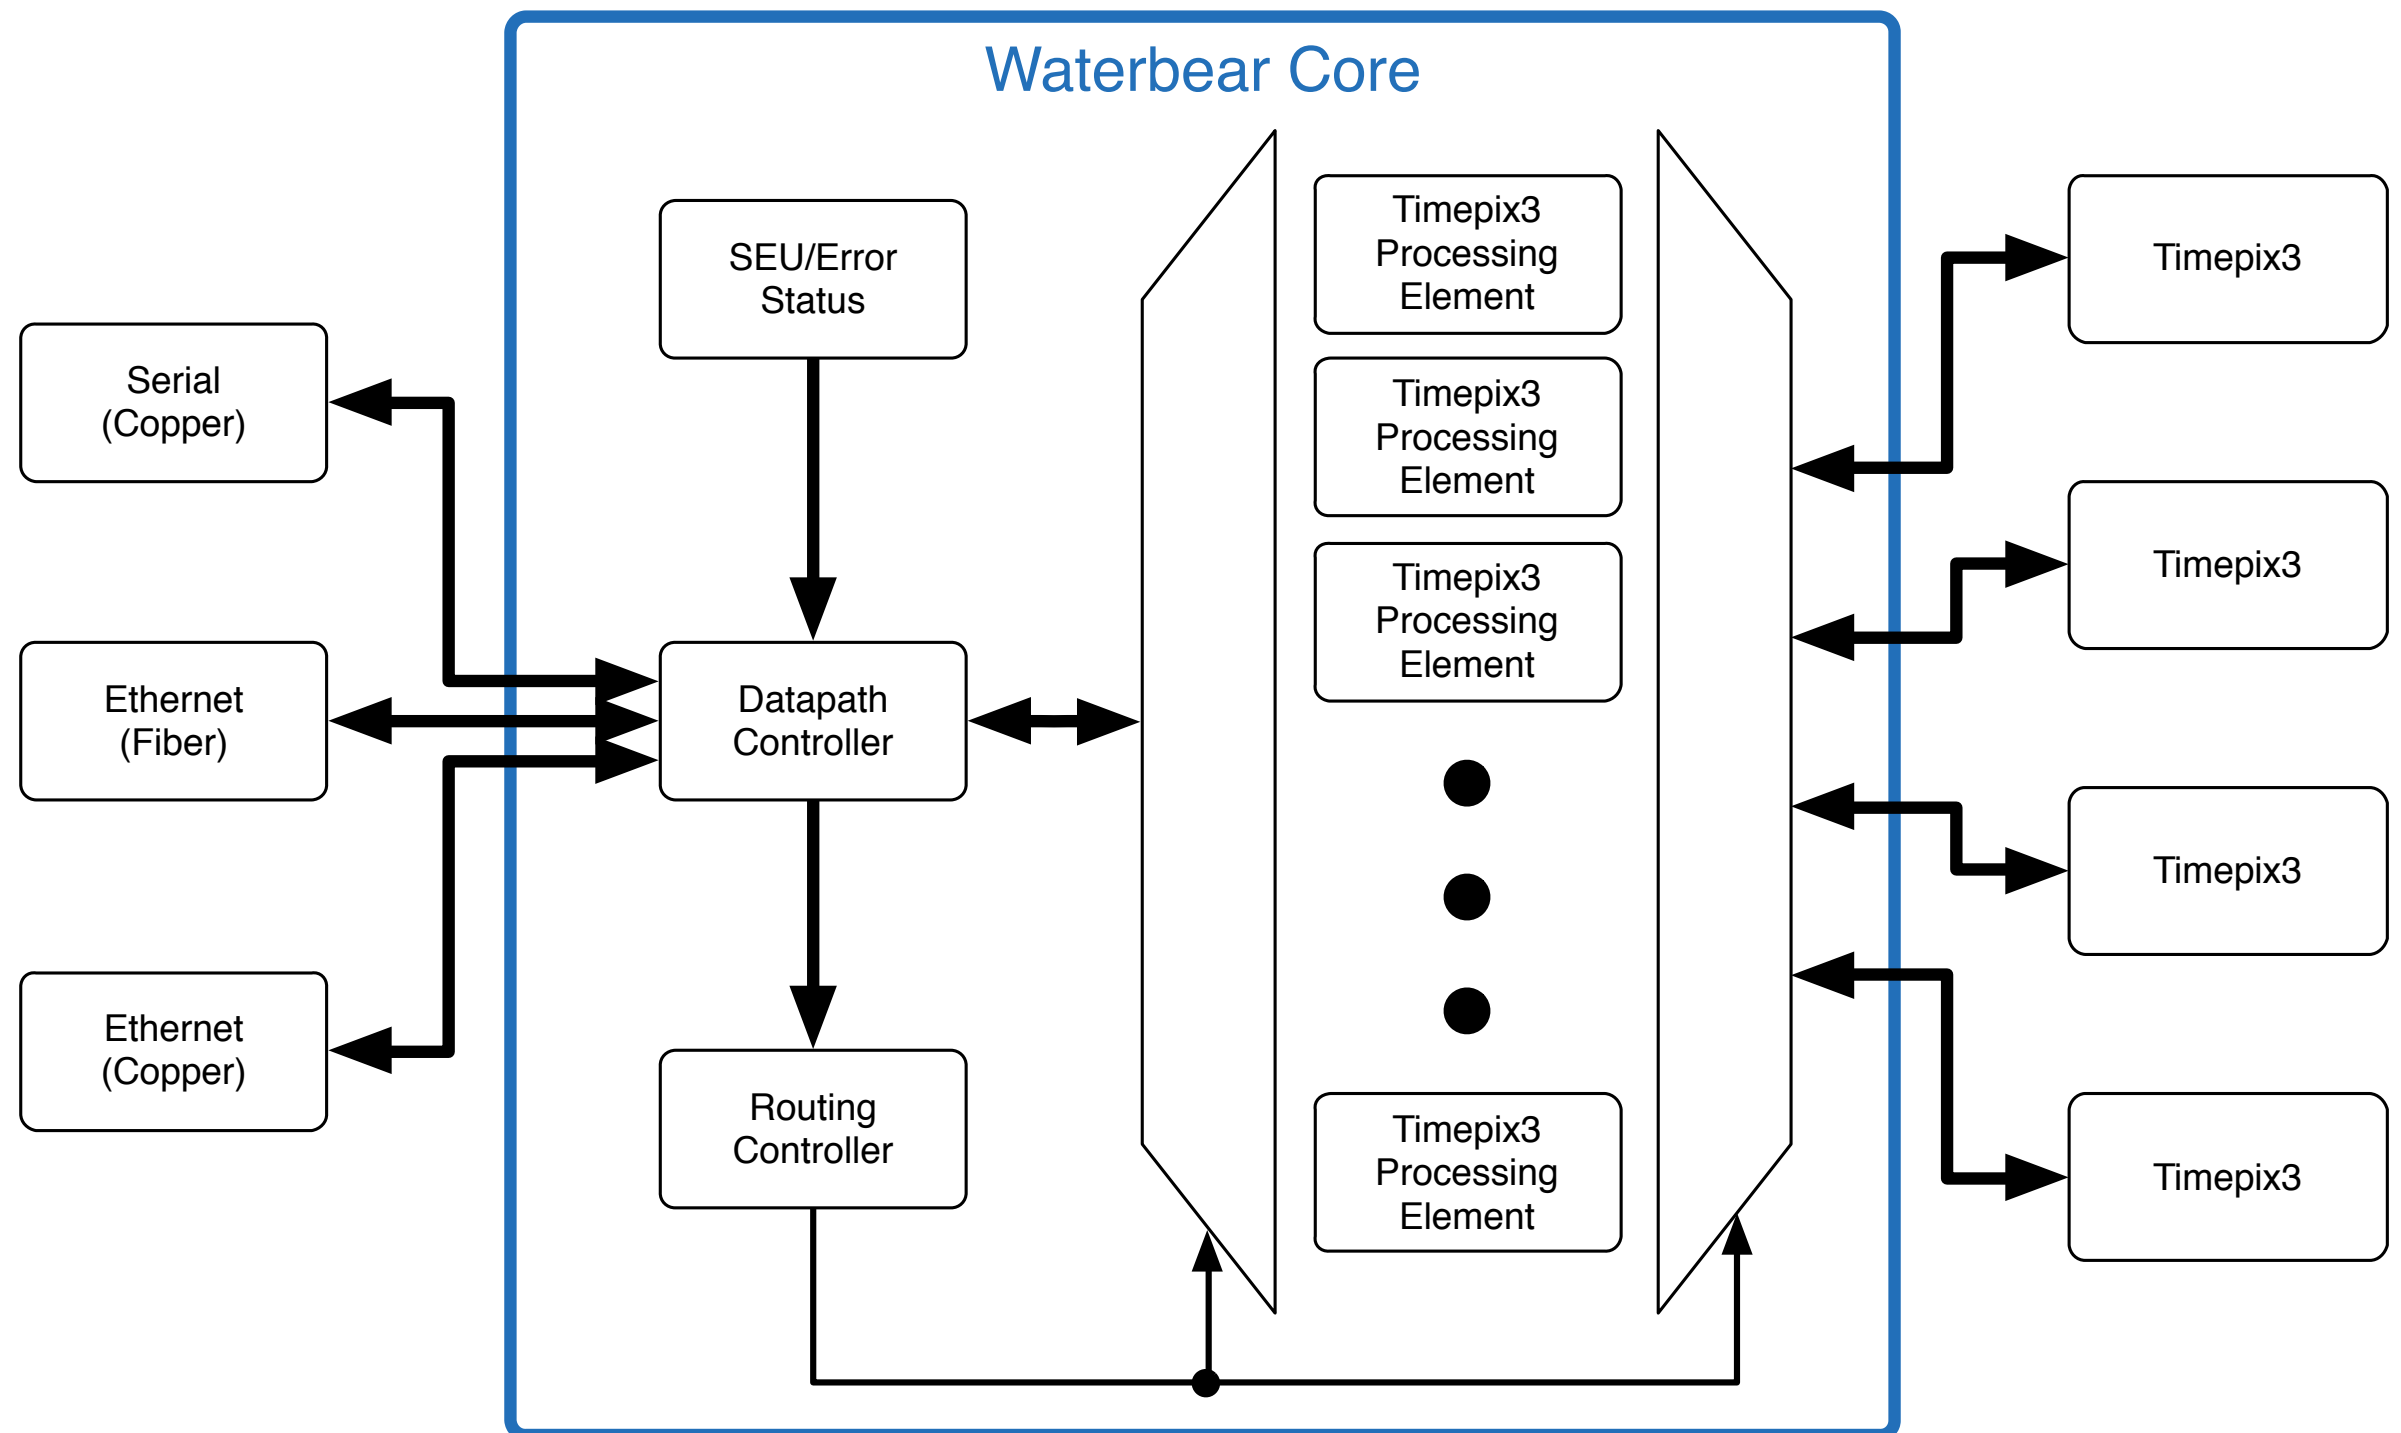 Waterbear Core
Serial
(Copper)
Ethernet
(Fiber)
Ethernet
(Copper)
SEU/Error
Status
Datapath
Controller
Routing
Controller
Timepix3
Processing
Element
Timepix3
Processing
Element
Timepix3
Processing
Element
Timepix3
Processing
Element
Timepix3
Timepix3
Timepix3
Timepix3